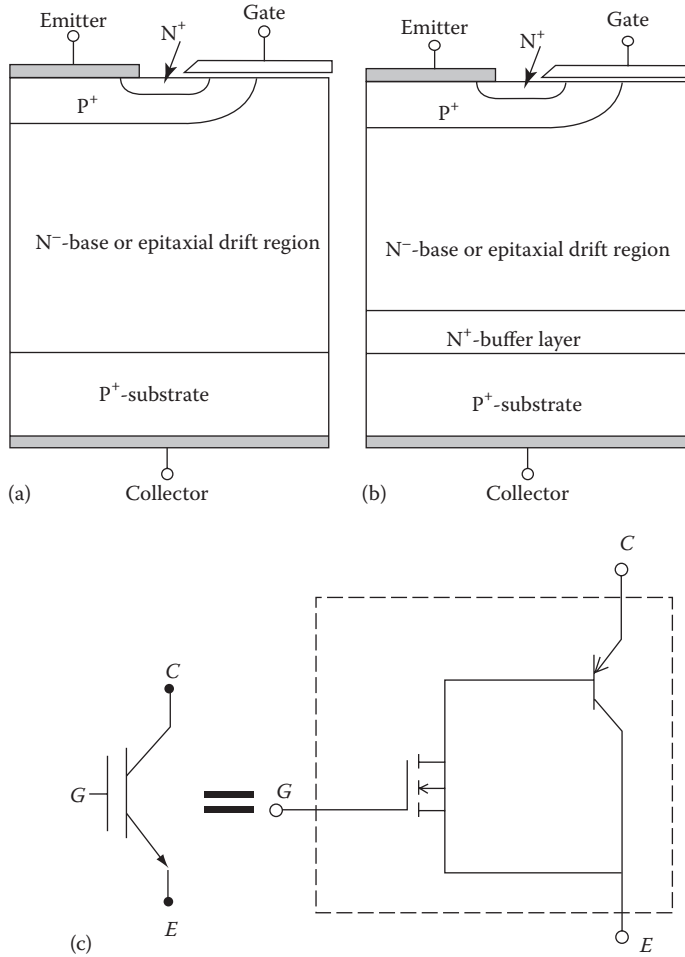 Emitter
N⁺
Gate
P⁺
N⁻-base or epitaxial drift region
P⁺-substrate
(a)
Collector
Emitter
N⁺
Gate
P⁺
N⁻-base or epitaxial drift region
N⁺-buffer layer
P⁺-substrate
(b)
Collector
C
G
E
C
G
E
(c)